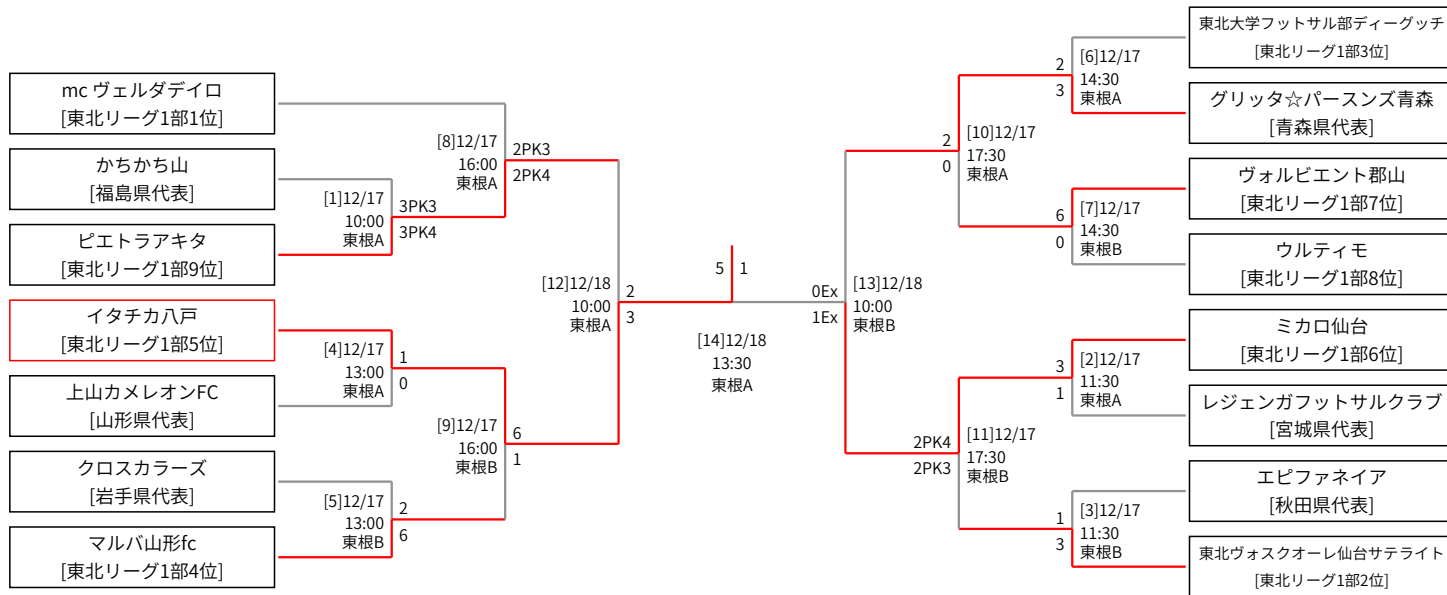 mc ヴェルダデイロ
[東北リーグ1部1位]
かちかち山
[福島県代表]
ピエトラアキタ
[東北リーグ1部9位]
イタチカ八戸
[東北リーグ1部5位]
上山カメレオンFC
[山形県代表]
クロスカラーズ
[岩手県代表]
マルバ山形fc
[東北リーグ1部4位]
[1]12/17
10:00
東根A
3PK3
3PK4
[4]12/17
13:00
東根A
1
0
[5]12/17
13:00
東根B
2
6
[8]12/17
16:00
東根A
2PK3
2PK4
[9]12/17
16:00
東根B
6
1
[12]12/18
10:00
東根A
2
3
5
1
[14]12/18
13:30
東根A
0Ex
1Ex
[13]12/18
10:00
東根B
2
0
[10]12/17
17:30
東根A
2PK4
2PK3
[11]12/17
17:30
東根B
2
3
[6]12/17
14:30
東根A
6
0
[7]12/17
14:30
東根B
3
1
[2]12/17
11:30
東根A
1
3
[3]12/17
11:30
東根B
東北大学フットサル部ディーグッチ
[東北リーグ1部3位]
グリッタ☆パースンズ青森
[青森県代表]
ヴォルビエント郡山
[東北リーグ1部7位]
ウルティモ
[東北リーグ1部8位]
ミカロ仙台
[東北リーグ1部6位]
レジェンガフットサルクラブ
[宮城県代表]
エピファネイア
[秋田県代表]
東北ヴォスクオーレ仙台サテライト
[東北リーグ1部2位]